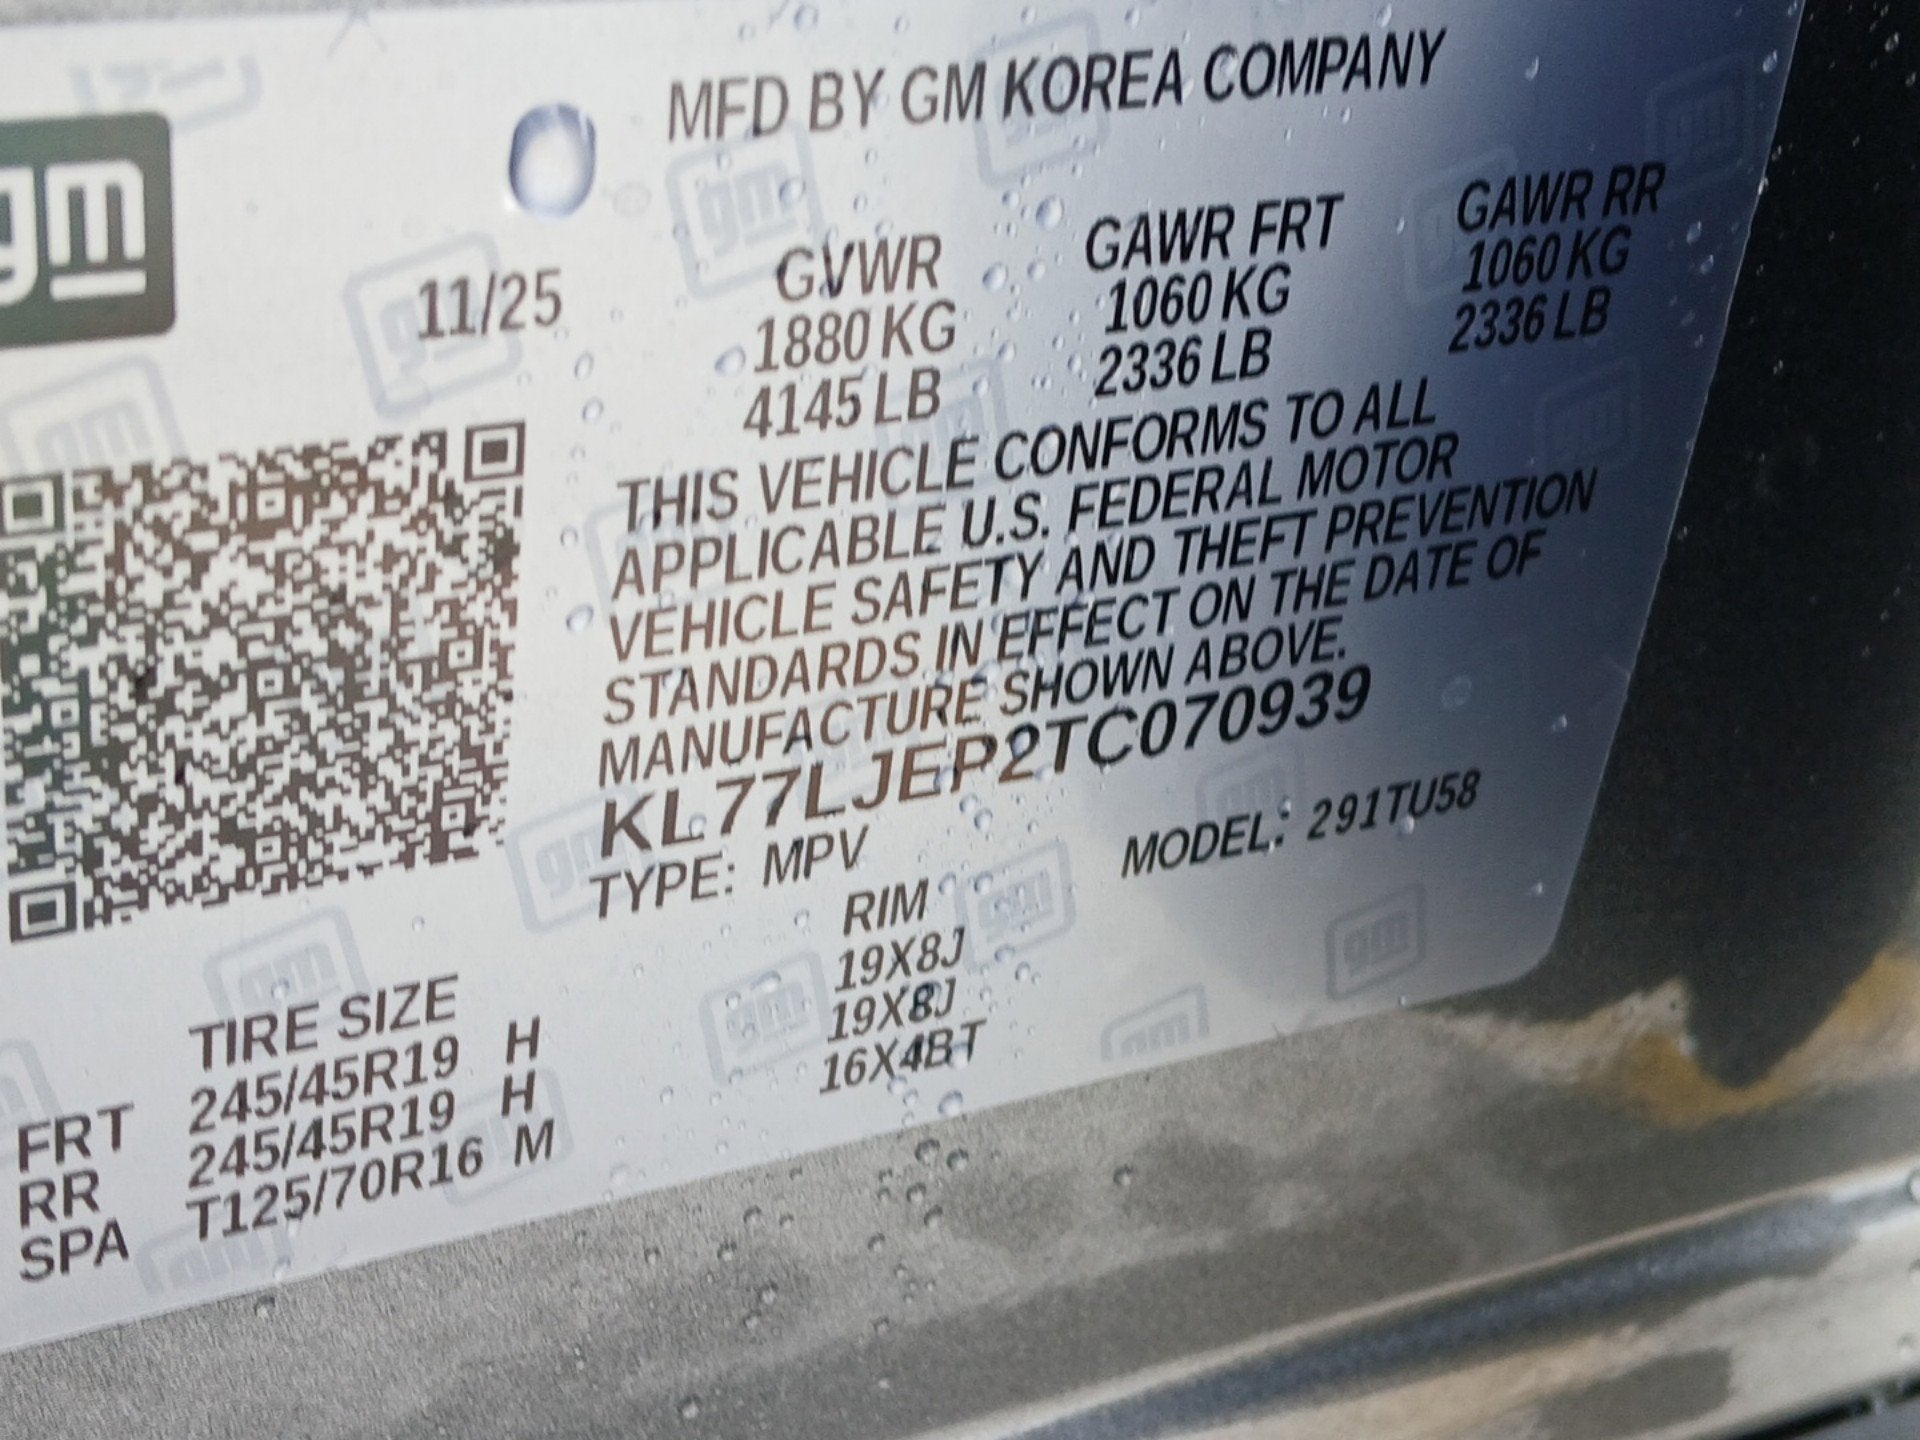 MFD BY GM KOREA COMPANY
gm
11/25
GVWR GAWR FRT GAWR RR
1880 KG 1060 KG 1060 KG
4145 LB 2336 LB 2336 LB
THIS VEHICLE CONFORMS TO ALL
APPLICABLE U.S. FEDERAL MOTOR
VEHICLE SAFETY AND THEFT PREVENTION
STANDARDS IN EFFECT ON THE DATE OF
MANUFACTURE SHOWN ABOVE.
KL77LJEP2TC070939
TYPE: MPV MODEL: 291TU58
TIRE SIZE RIM
FRT 245/45R19 H 19X8J
RR 245/45R19 H 19X8J
SPA T125/70R16 M 16X4BT